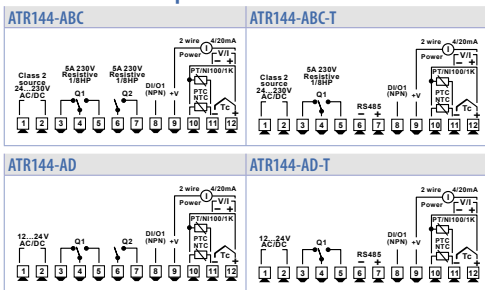 ATR144-ABC
Class 2
source
24...230V
AC/DC
5A 230V
Resistive
1/8HP
Q1
5A 230V
Resistive
1/8HP
Q2
DI/O1
(NPN)
+V
2 wire
4/20mA
Power
I
V/I
− +
PT/NI100/1K
PTC
NTC
Tc
− +
1 2 3 4 5 6 7 8 9 10 11 12
ATR144-ABC-T
Class 2
source
24...230V
AC/DC
5A 230V
Resistive
1/8HP
Q1
RS485
− +
DI/O1
(NPN)
+V
2 wire
4/20mA
Power
I
V/I
− +
PT/NI100/1K
PTC
NTC
Tc
− +
1 2 3 4 5 6 7 8 9 10 11 12
ATR144-AD
12...24V
AC/DC
Q1
Q2
DI/O1
(NPN)
+V
2 wire
4/20mA
Power
I
V/I
− +
PT/NI100/1K
PTC
NTC
Tc
− +
1 2 3 4 5 6 7 8 9 10 11 12
ATR144-AD-T
12...24V
AC/DC
Q1
RS485
− +
DI/O1
(NPN)
+V
2 wire
4/20mA
Power
I
V/I
− +
PT/NI100/1K
PTC
NTC
Tc
− +
1 2 3 4 5 6 7 8 9 10 11 12